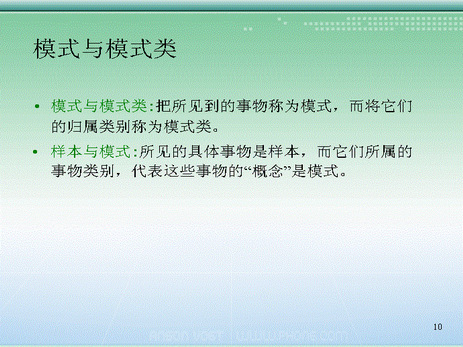 模式与模式类
• 模式与模式类:把所见到的事物称为模式，而将它们
的归属类别称为模式类。
• 样本与模式:所见的具体事物是样本，而它们所属的
事物类别，代表这些事物的“概念”是模式。
10